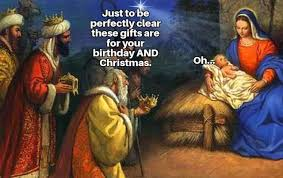 Just to be
perfectly clear
these gifts are
for your
birthday AND
Christmas.
Oh...